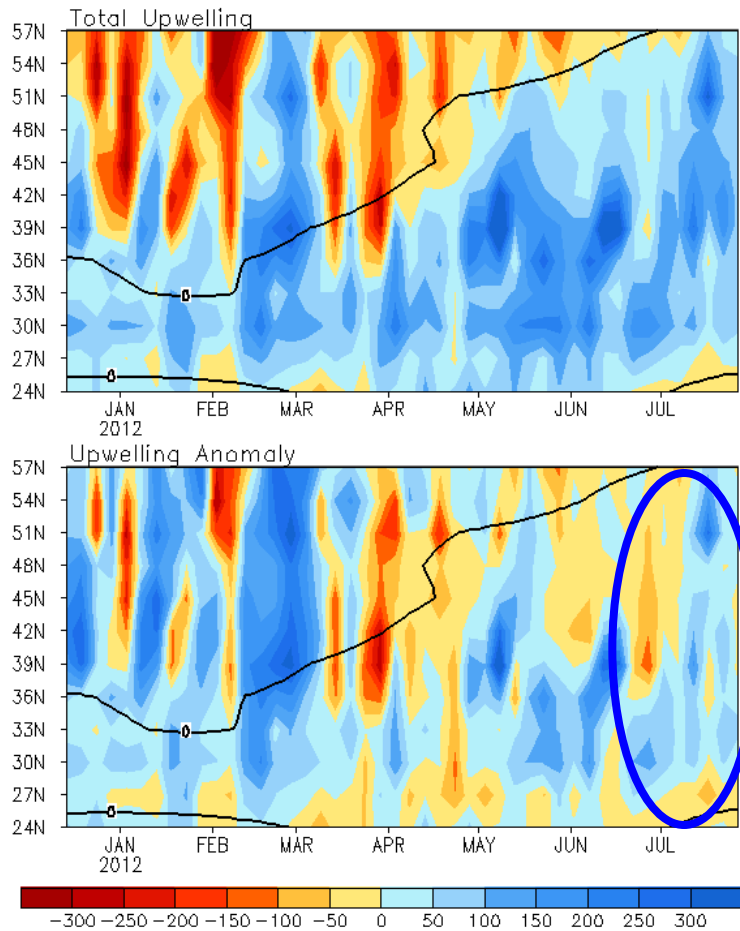 Total Upwelling
57N
54N
51N
48N
45N
42N
39N
36N
33N
30N
27N
24N
0
0
JAN FEB MAR APR MAY JUN JUL
2012
Upwelling Anomaly
57N
54N
51N
48N
45N
42N
39N
36N
33N
30N
27N
24N
0
0
JAN FEB MAR APR MAY JUN JUL
2012
-300 -250 -200 -150 -100 -50 0 50 100 150 200 250 300